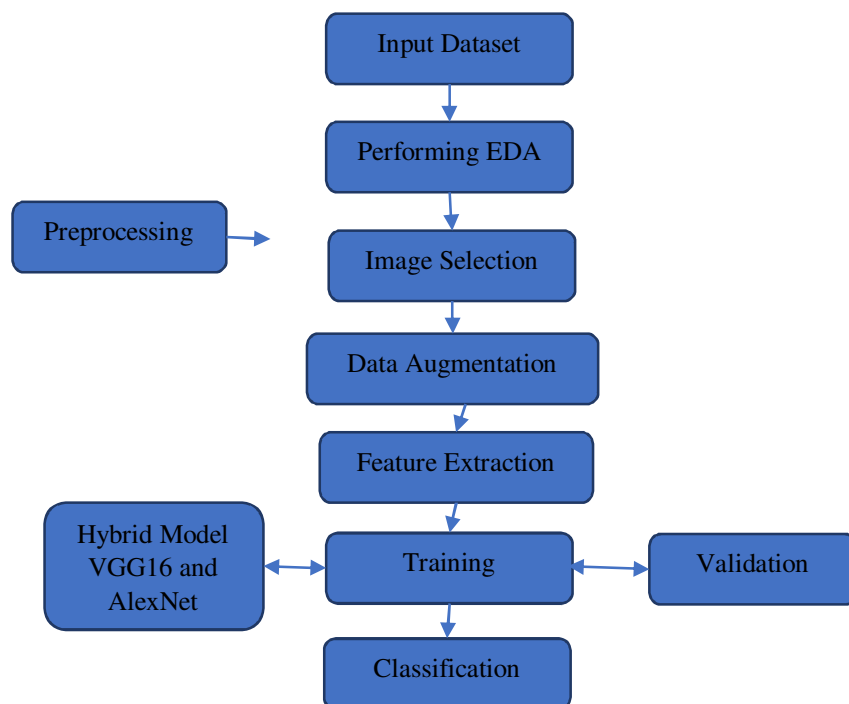 Input Dataset
Performing EDA
Preprocessing
Image Selection
Data Augmentation
Feature Extraction
Hybrid Model
VGG16 and
AlexNet
Training
Validation
Classification